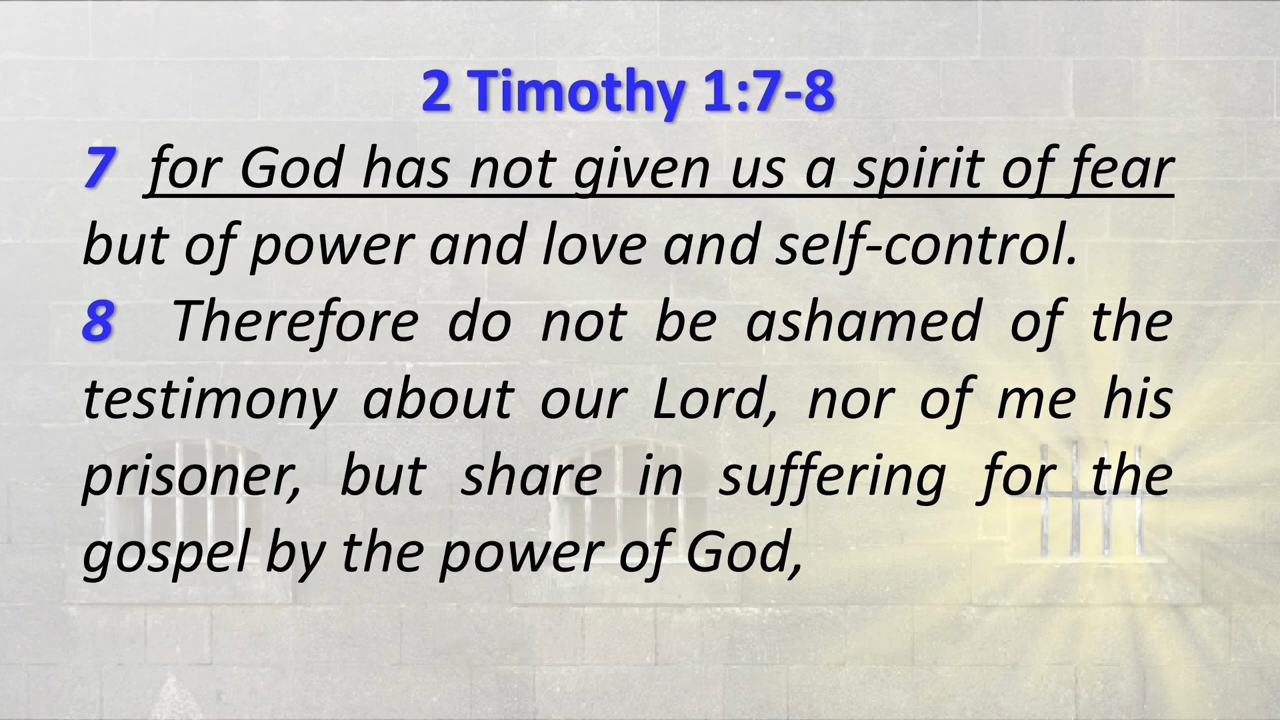 2 Timothy 1:7-8
7 for God has not given us a spirit of fear
but of power and love and self-control.
8 Therefore do not be ashamed of the
testimony about our Lord, nor of me his
prisoner, but share in suffering for the
gospel by the power of God,